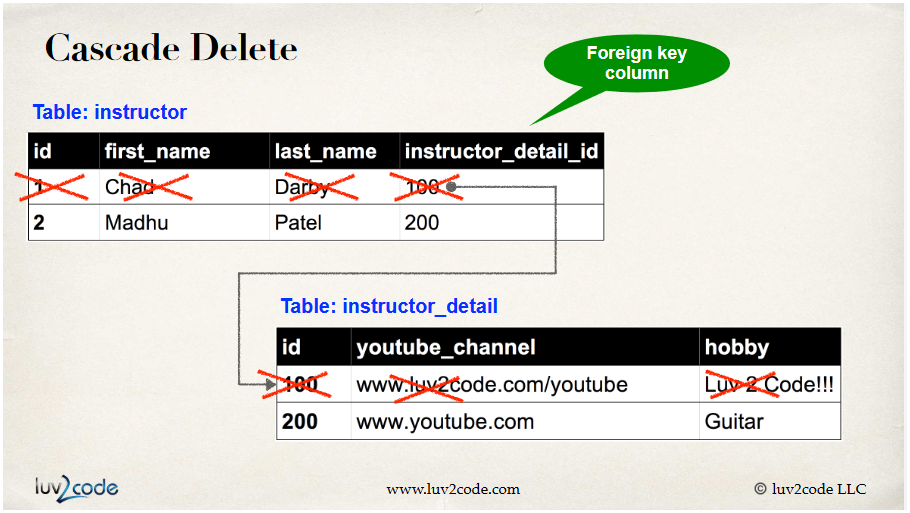 Cascade Delete
Foreign key
column
Table: instructor
id first_name last_name instructor_detail_id
1 Chad Darby 100
2 Madhu Patel 200
Table: instructor_detail
id youtube_channel hobby
100 www.luv2code.com/youtube Luv 2 Code!!!
200 www.youtube.com Guitar
luv2code www.luv2code.com © luv2code LLC